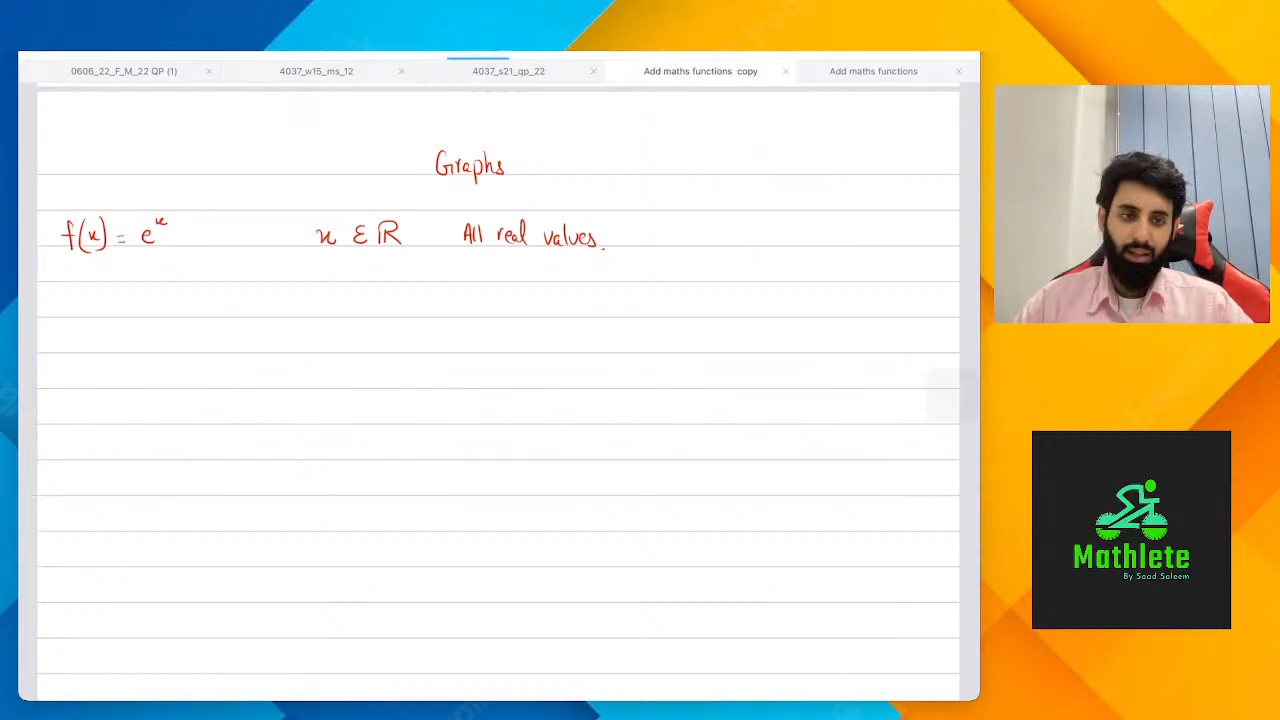 0606_22_F_M_22 QP (1) × 4037_w15_ms_12 × 4037_s21_qp_22 × Add maths functions copy × Add maths functions ×
Graphs
f(x) = e^x x ∈ ℝ All real values.
Mathlete
By Saad Saleem